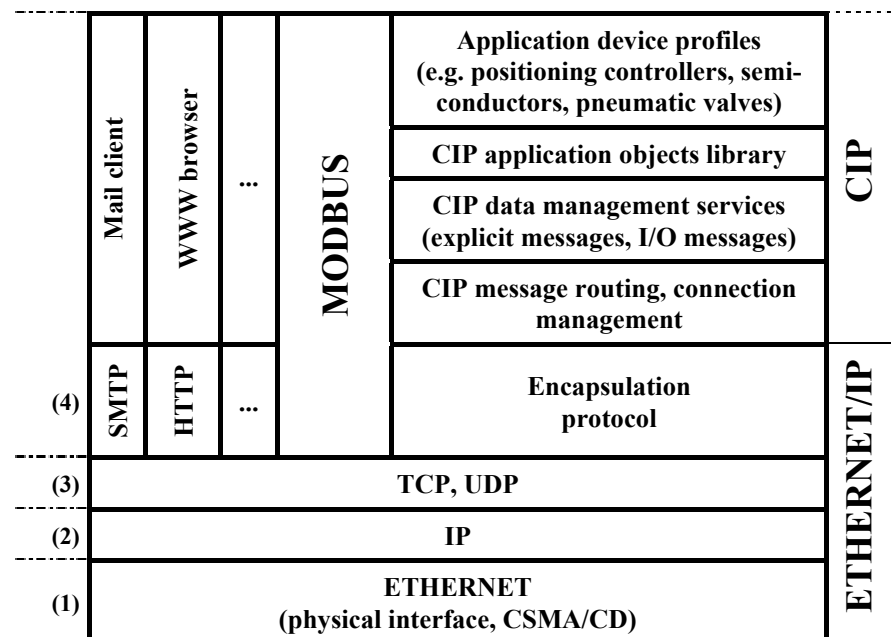 Mail client
WWW browser
...
MODBUS
Application device profiles
(e.g. positioning controllers, semi-
conductors, pneumatic valves)
CIP application objects library
CIP data management services
(explicit messages, I/O messages)
CIP message routing, connection
management
CIP
(4)
SMTP
HTTP
...
Encapsulation
protocol
ETHERNET/IP
(3)
TCP, UDP
(2)
IP
(1)
ETHERNET
(physical interface, CSMA/CD)